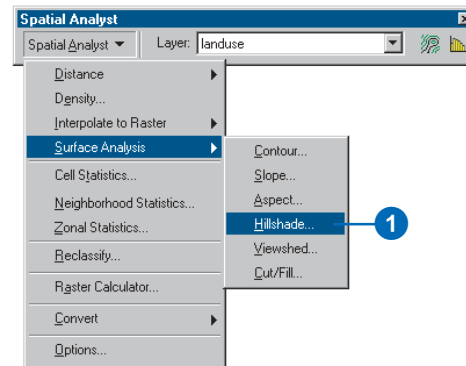 Spatial Analyst
Spatial Analyst Layer: landuse
Distance
Density...
Interpolate to Raster
Surface Analysis
Cell Statistics...
Neighborhood Statistics...
Zonal Statistics...
Reclassify...
Raster Calculator...
Convert
Options...
Contour...
Slope...
Aspect...
Hillshade...
1
Viewshed...
Cut/Fill...